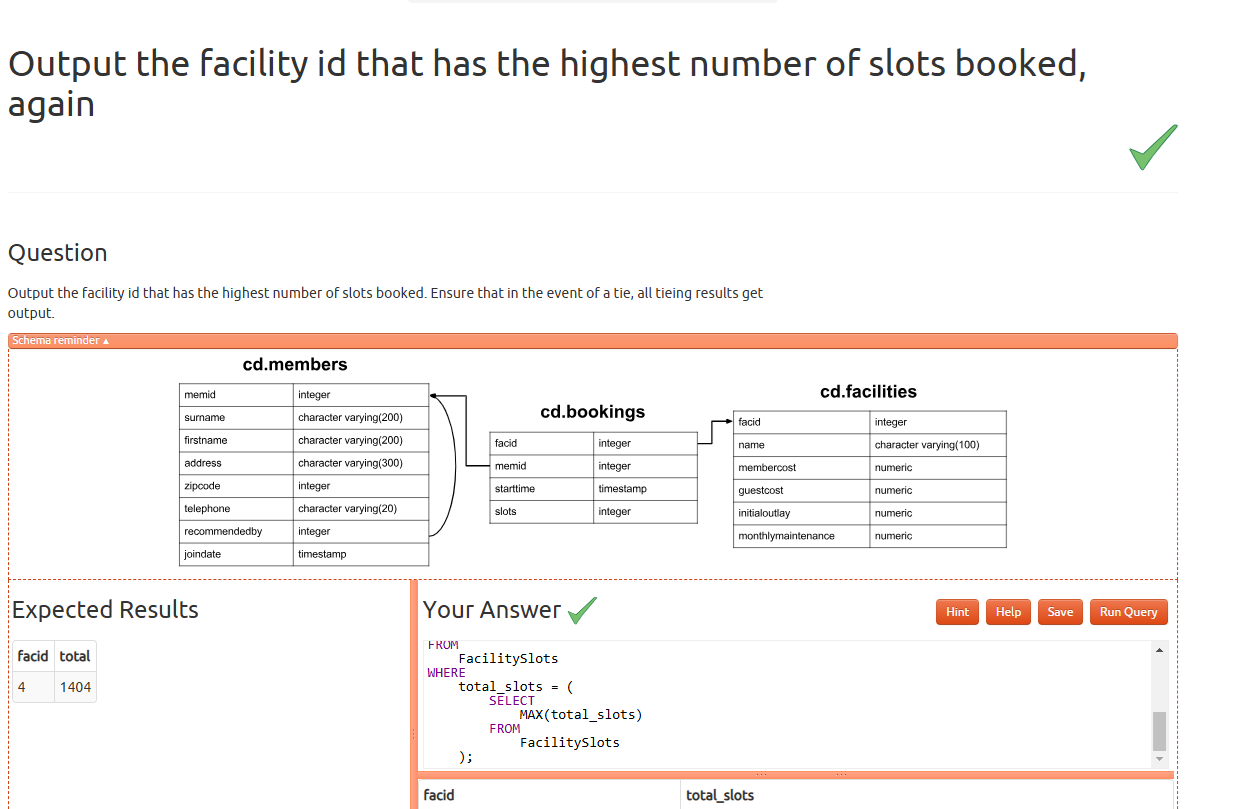 Output the facility id that has the highest number of slots booked,
again
Question
Output the facility id that has the highest number of slots booked. Ensure that in the event of a tie, all tieing results get
output.
Schema reminder ▲
cd.members
memid integer
surname character varying(200)
firstname character varying(200)
address character varying(300)
zipcode integer
telephone character varying(20)
recommendedby integer
joindate timestamp
cd.bookings
facid integer
memid integer
starttime timestamp
slots integer
cd.facilities
facid integer
name character varying(100)
membercost numeric
guestcost numeric
initialoutlay numeric
monthlymaintenance numeric
Expected Results
facid total
4 1404
Your Answer
Hint Help Save Run Query
FROM
FacilitySlots
WHERE
total_slots = (
SELECT
MAX(total_slots)
FROM
FacilitySlots
);
facid total_slots